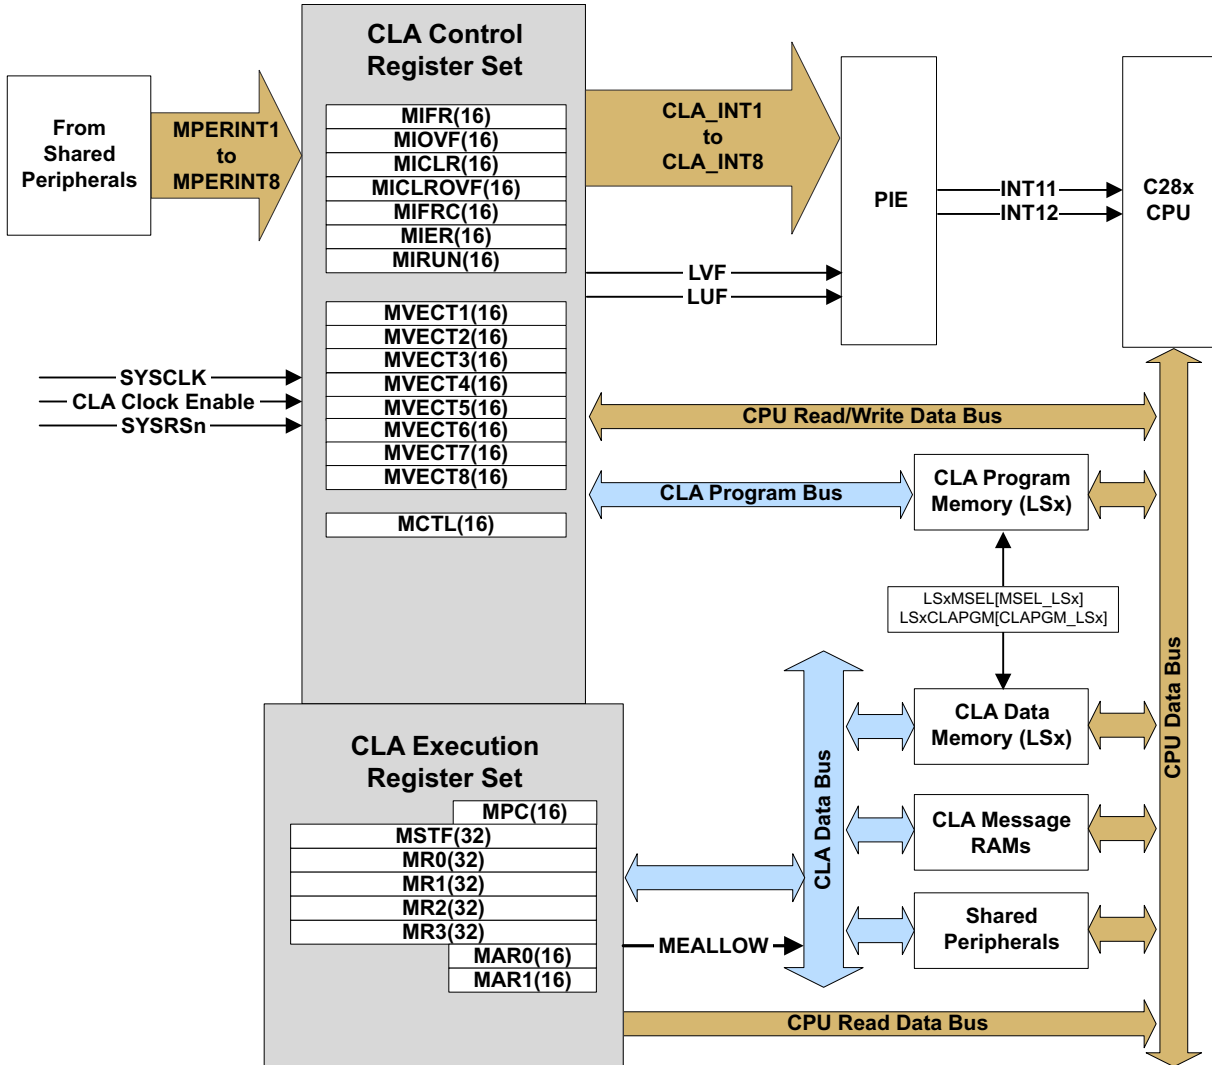 CLA Control
Register Set
From
Shared
Peripherals
MPERINT1
to
MPERINT8
MIFR(16)
MIOVF(16)
MICLR(16)
MICLROVF(16)
MIFRC(16)
MIER(16)
MIRUN(16)
CLA_INT1
to
CLA_INT8
LVF
LUF
PIE
INT11
INT12
C28x
CPU
MVECT1(16)
MVECT2(16)
MVECT3(16)
MVECT4(16)
MVECT5(16)
MVECT6(16)
MVECT7(16)
MVECT8(16)
SYSCLK
CLA Clock Enable
SYSRSn
MCTL(16)
CPU Read/Write Data Bus
CLA Program Bus
CLA Program
Memory (LSx)
LSxMSEL[MSEL_LSx]
LSxCLAPGM[CLAPGM_LSx]
CLA Data
Memory (LSx)
CLA Message
RAMs
Shared
Peripherals
CLA Data Bus
CPU Data Bus
CLA Execution
Register Set
MPC(16)
MSTF(32)
MR0(32)
MR1(32)
MR2(32)
MR3(32)
MAR0(16)
MAR1(16)
MEALLOW
CPU Read Data Bus